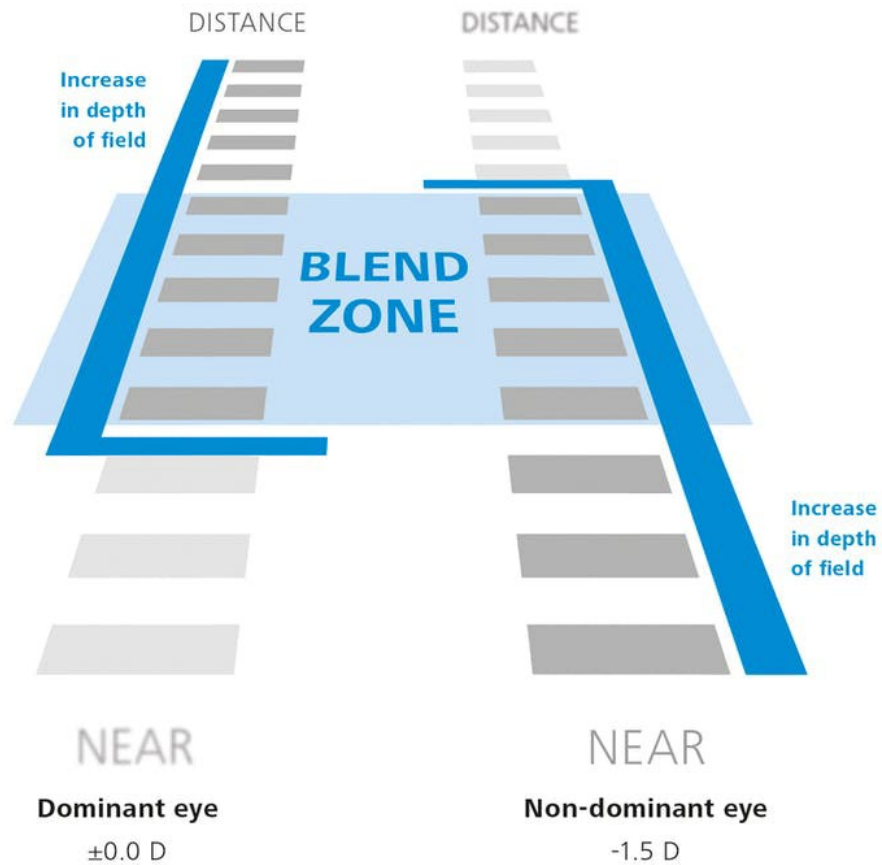 DISTANCE
DISTANCE
Increase
in depth
of field
BLEND
ZONE
Increase
in depth
of field
NEAR
NEAR
Dominant eye
Non-dominant eye
±0.0 D
-1.5 D